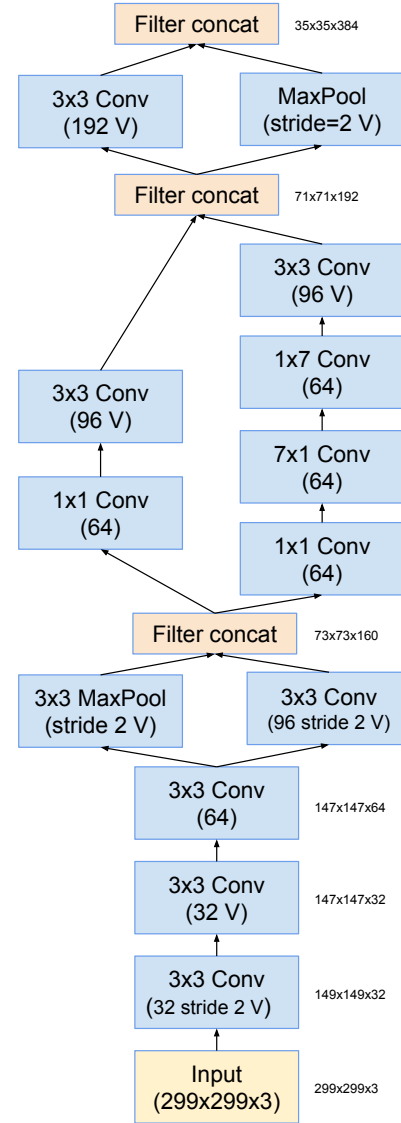 Filter concat
35x35x384
3x3 Conv
(192 V)
MaxPool
(stride=2 V)
Filter concat
71x71x192
3x3 Conv
(96 V)
1x7 Conv
(64)
3x3 Conv
(96 V)
7x1 Conv
(64)
1x1 Conv
(64)
1x1 Conv
(64)
Filter concat
73x73x160
3x3 MaxPool
(stride 2 V)
3x3 Conv
(96 stride 2 V)
3x3 Conv
(64)
147x147x64
3x3 Conv
(32 V)
147x147x32
3x3 Conv
(32 stride 2 V)
149x149x32
Input
(299x299x3)
299x299x3